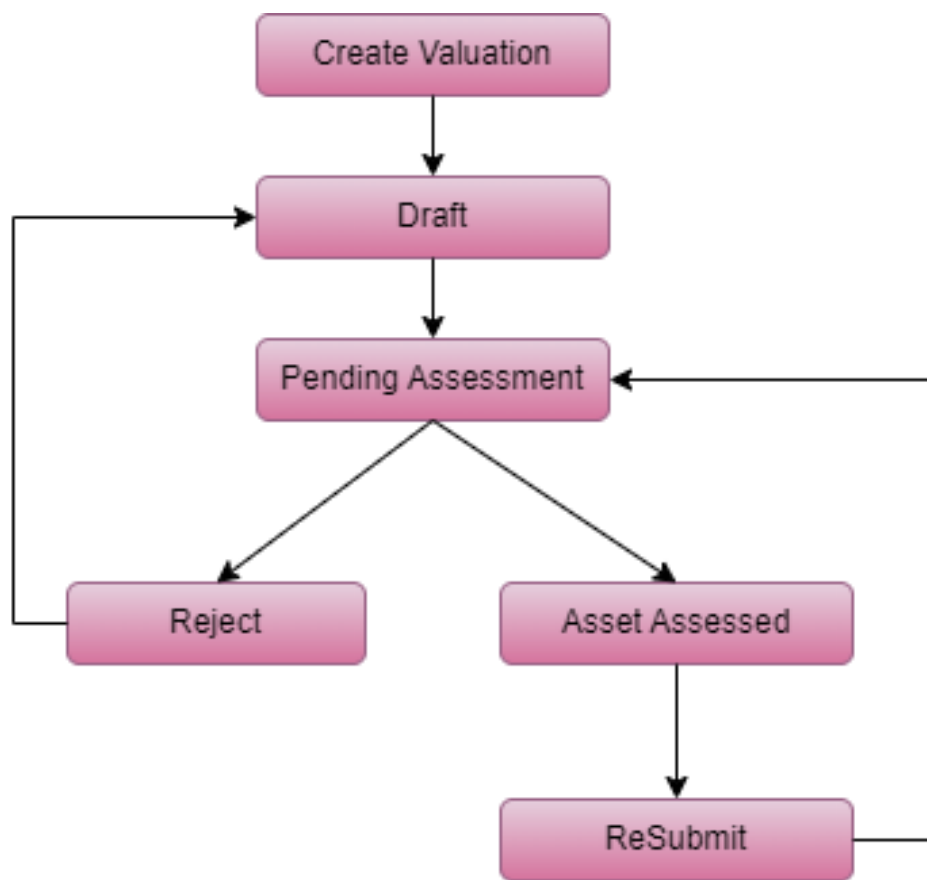 Create Valuation
Draft
Pending Assessment
Reject
Asset Assessed
ReSubmit